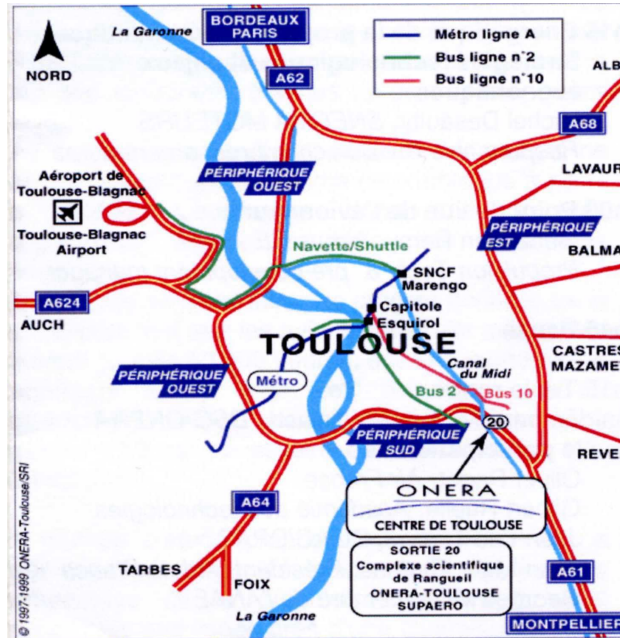 La Garonne
BORDEAUX
PARIS
Métro ligne A
Bus ligne n°2
Bus ligne n°10
NORD
A62
A68
PÉRIPHÉRIQUE
OUEST
Aéroport de
Toulouse-Blagnac
Toulouse-Blagnac
Airport
LAVAUR
PÉRIPHÉRIQUE
EST
BALMA
Navette/Shuttle
SNCF
Marengo
A624
AUCH
Capitole
Esquirol
TOULOUSE
CASTRES
MAZAMET
Canal
du Midi
PÉRIPHÉRIQUE
OUEST
Métro
Bus 2
Bus 10
20
PÉRIPHÉRIQUE
SUD
A64
ONERA
CENTRE DE TOULOUSE
SORTIE 20
Complexe scientifique
de Rangueil
ONERA-TOULOUSE
SUPAERO
TARBES
FOIX
A61
La Garonne
MONTPELLIER
© 1997-1999 ONERA-Toulouse/SRI